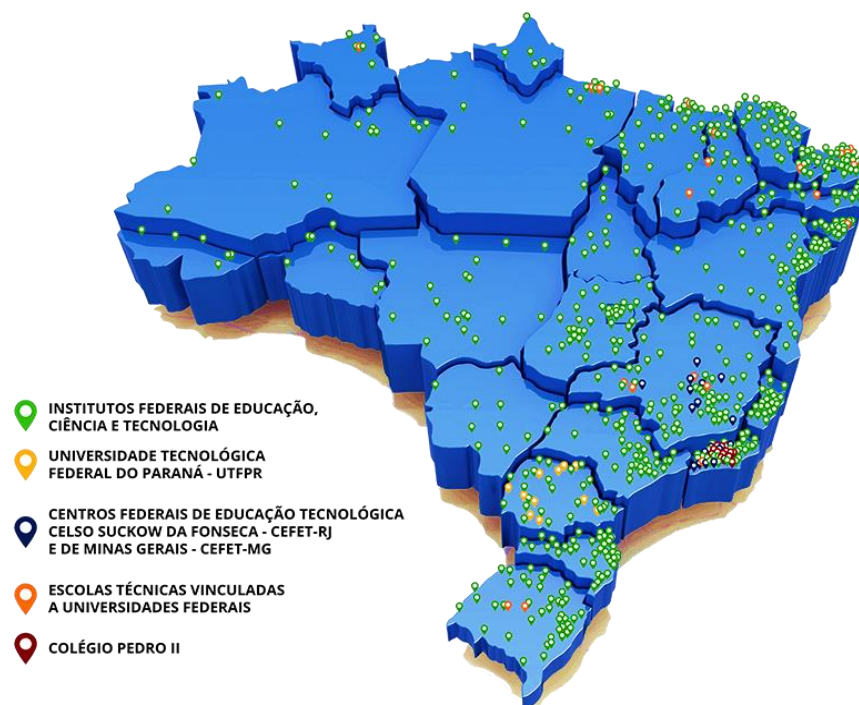 INSTITUTOS FEDERAIS DE EDUCAÇÃO,
CIÊNCIA E TECNOLOGIA
UNIVERSIDADE TECNOLÓGICA
FEDERAL DO PARANÁ - UTFPR
CENTROS FEDERAIS DE EDUCAÇÃO TECNOLÓGICA
CELSO SUCKOW DA FONSECA - CEFET-RJ
E DE MINAS GERAIS - CEFET-MG
ESCOLAS TÉCNICAS VINCULADAS
A UNIVERSIDADES FEDERAIS
COLÉGIO PEDRO II